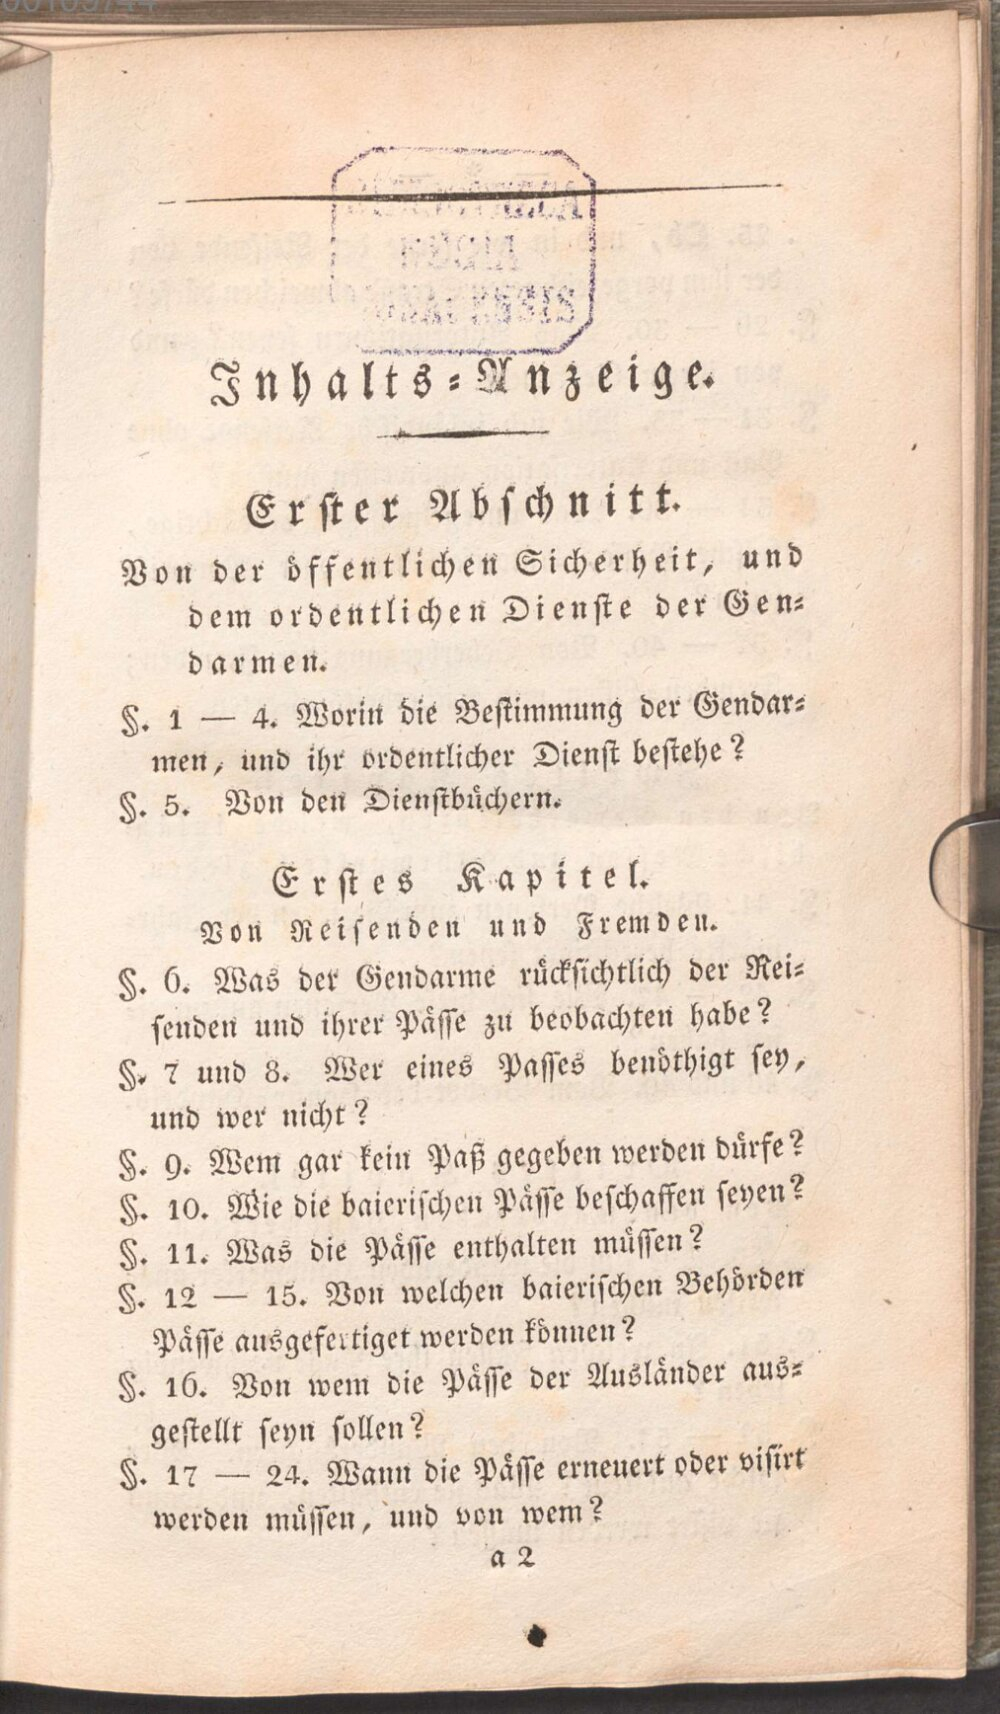 Inhalts-Anzeige.
Erster Abschnitt.
Von der öffentlichen Sicherheit, und
dem ordentlichen Dienste der Gen-
darmen.
§. 1 — 4. Worin die Bestimmung der Gendar-
men, und ihr ordentlicher Dienst bestehe?
§. 5. Von den Dienstbüchern.
Erstes Kapitel.
Von Reisenden und Fremden.
§. 6. Was der Gendarme rücksichtlich der Rei-
senden und ihrer Pässe zu beobachten habe?
§. 7 und 8. Wer eines Passes benöthigt sey,
und wer nicht?
§. 9. Wem gar kein Paß gegeben werden dürfe?
§. 10. Wie die baierischen Pässe beschaffen seyen?
§. 11. Was die Pässe enthalten müssen?
§. 12 — 15. Von welchen baierischen Behörden
Pässe ausgefertiget werden können?
§. 16. Von wem die Pässe der Ausländer aus-
gestellt seyn sollen?
§. 17 — 24. Wann die Pässe erneuert oder visirt
werden müssen, und von wem?
a 2